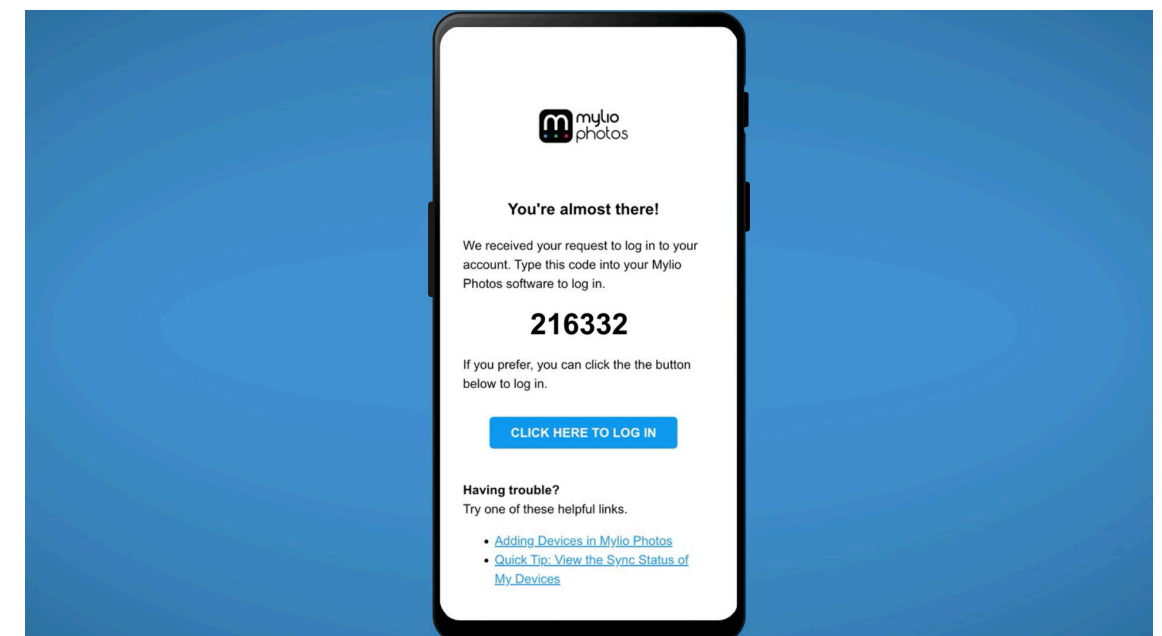 mylio
photos
You're almost there!
We received your request to log in to your
account. Type this code into your Mylio
Photos software to log in.
216332
If you prefer, you can click the the button
below to log in.
CLICK HERE TO LOG IN
Having trouble?
Try one of these helpful links.
• Adding Devices in Mylio Photos
• Quick Tip: View the Sync Status of
My Devices